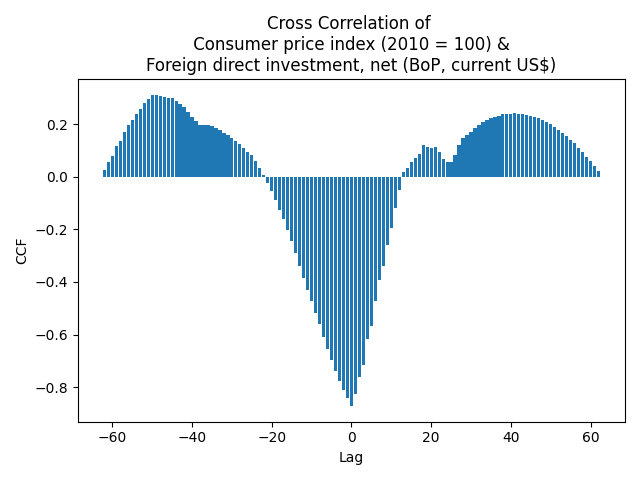 Cross Correlation of
Consumer price index (2010 = 100) &
Foreign direct investment, net (BoP, current US$)
0.2
0.0
−0.2
−0.4
−0.6
−0.8
CCF
−60
−40
−20
0
20
40
60
Lag